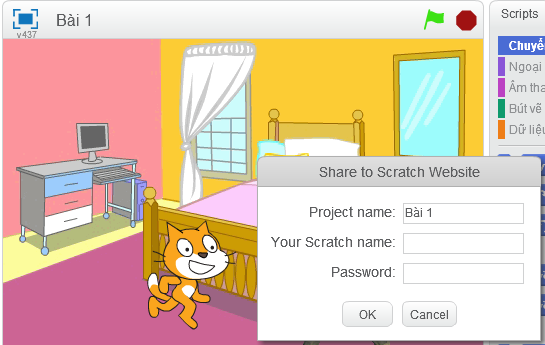 v437
Bài 1
Scripts
Chuyể
Ngoại
Âm tha
Bút vẽ
Dữ liệu
Share to Scratch Website
Project name: Bài 1
Your Scratch name:
Password:
OK Cancel